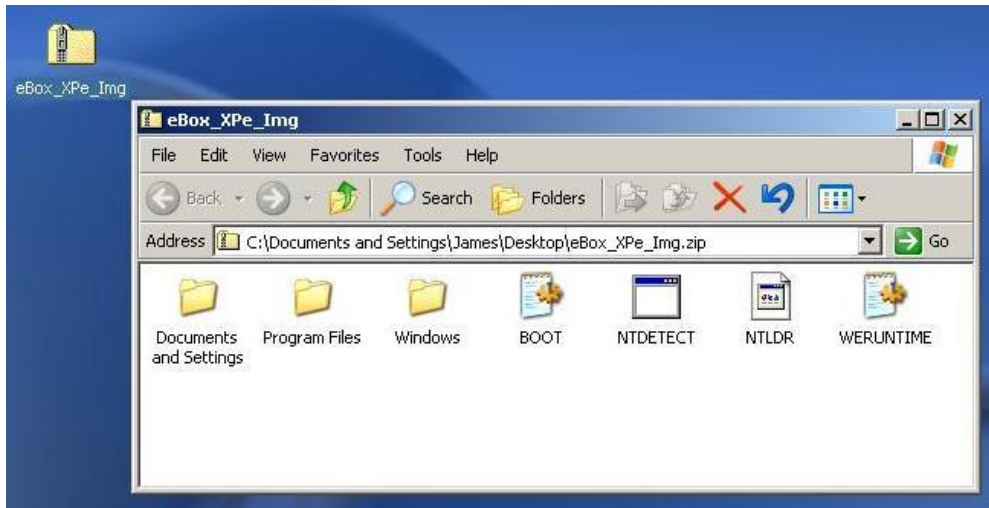 eBox_XPe_Img
eBox_XPe_Img
File Edit View Favorites Tools Help
Back Search Folders
Address C:\Documents and Settings\James\Desktop\eBox_XPe_Img.zip Go
Documents and Settings
Program Files
Windows
BOOT
NTDETECT
NTLDR
WERUNTIME